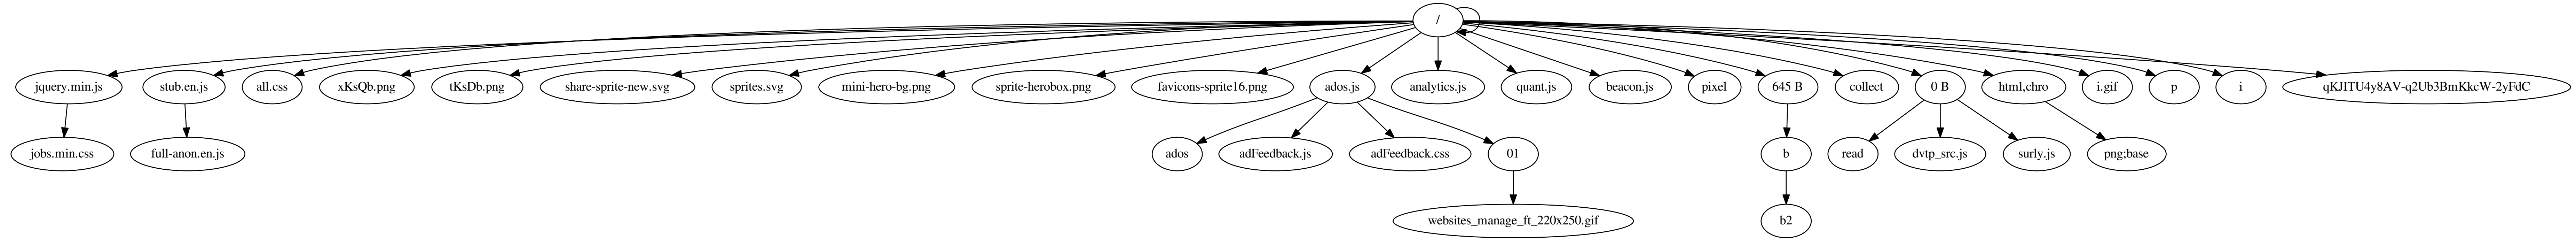 /
jquery.min.js
stub.en.js
all.css
xKsQb.png
tKsDb.png
share-sprite-new.svg
sprites.svg
mini-hero-bg.png
sprite-herobox.png
favicons-sprite16.png
ados.js
analytics.js
quant.js
beacon.js
pixel
645 B
collect
0 B
html,chro
i.gif
p
i
qKJITU4y8AV-q2Ub3BmKkcW-2yFdC
jobs.min.css
full-anon.en.js
ados
adFeedback.js
adFeedback.css
01
b
read
dvtp_src.js
surly.js
png;base
websites_manage_ft_220x250.gif
b2